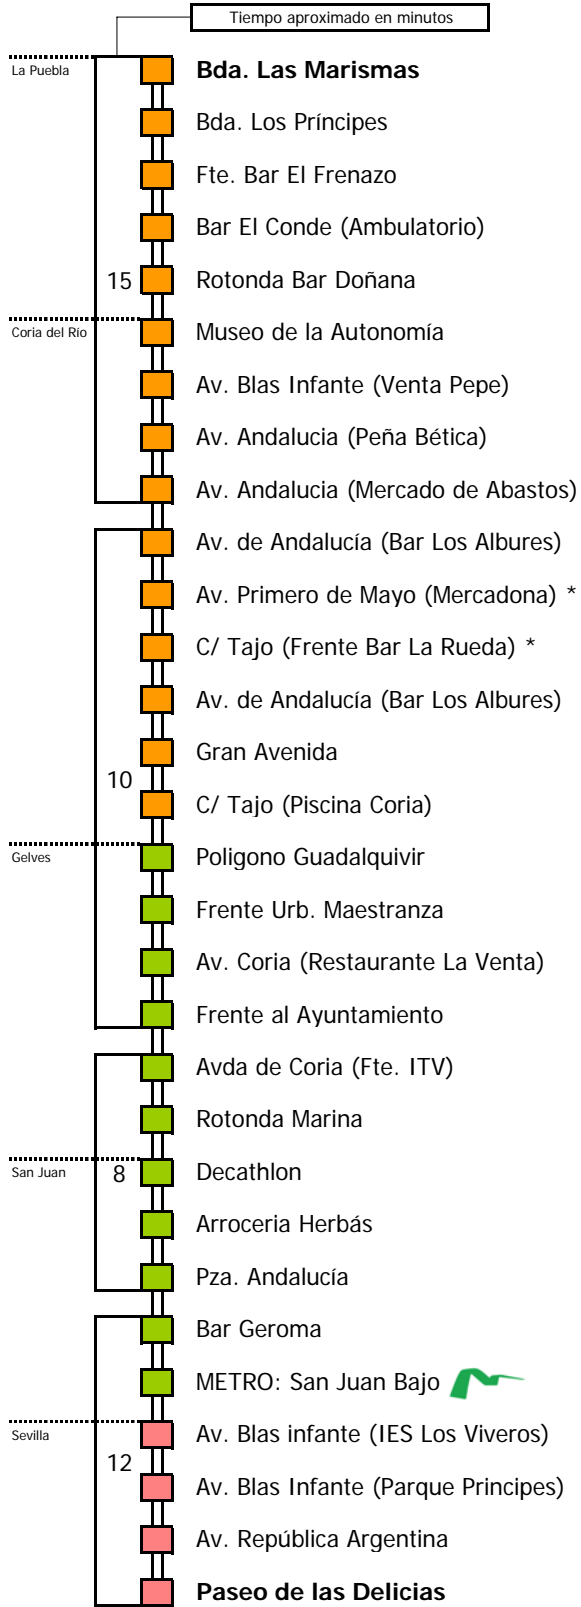 Tiempo aproximado en minutos
La Puebla
Bda. Las Marismas
Bda. Los Príncipes
Fte. Bar El Frenazo
Bar El Conde (Ambulatorio)
15
Rotonda Bar Doñana
Coria del Río
Museo de la Autonomía
Av. Blas Infante (Venta Pepe)
Av. Andalucia (Peña Bética)
Av. Andalucia (Mercado de Abastos)
Av. de Andalucía (Bar Los Albures)
Av. Primero de Mayo (Mercadona) *
C/ Tajo (Frente Bar La Rueda) *
Av. de Andalucía (Bar Los Albures)
Gran Avenida
10
C/ Tajo (Piscina Coria)
Gelves
Poligono Guadalquivir
Frente Urb. Maestranza
Av. Coria (Restaurante La Venta)
Frente al Ayuntamiento
Avda de Coria (Fte. ITV)
Rotonda Marina
San Juan
8
Decathlon
Arroceria Herbás
Pza. Andalucía
Bar Geroma
METRO: San Juan Bajo
Sevilla
Av. Blas infante (IES Los Viveros)
12
Av. Blas Infante (Parque Principes)
Av. República Argentina
Paseo de las Delicias